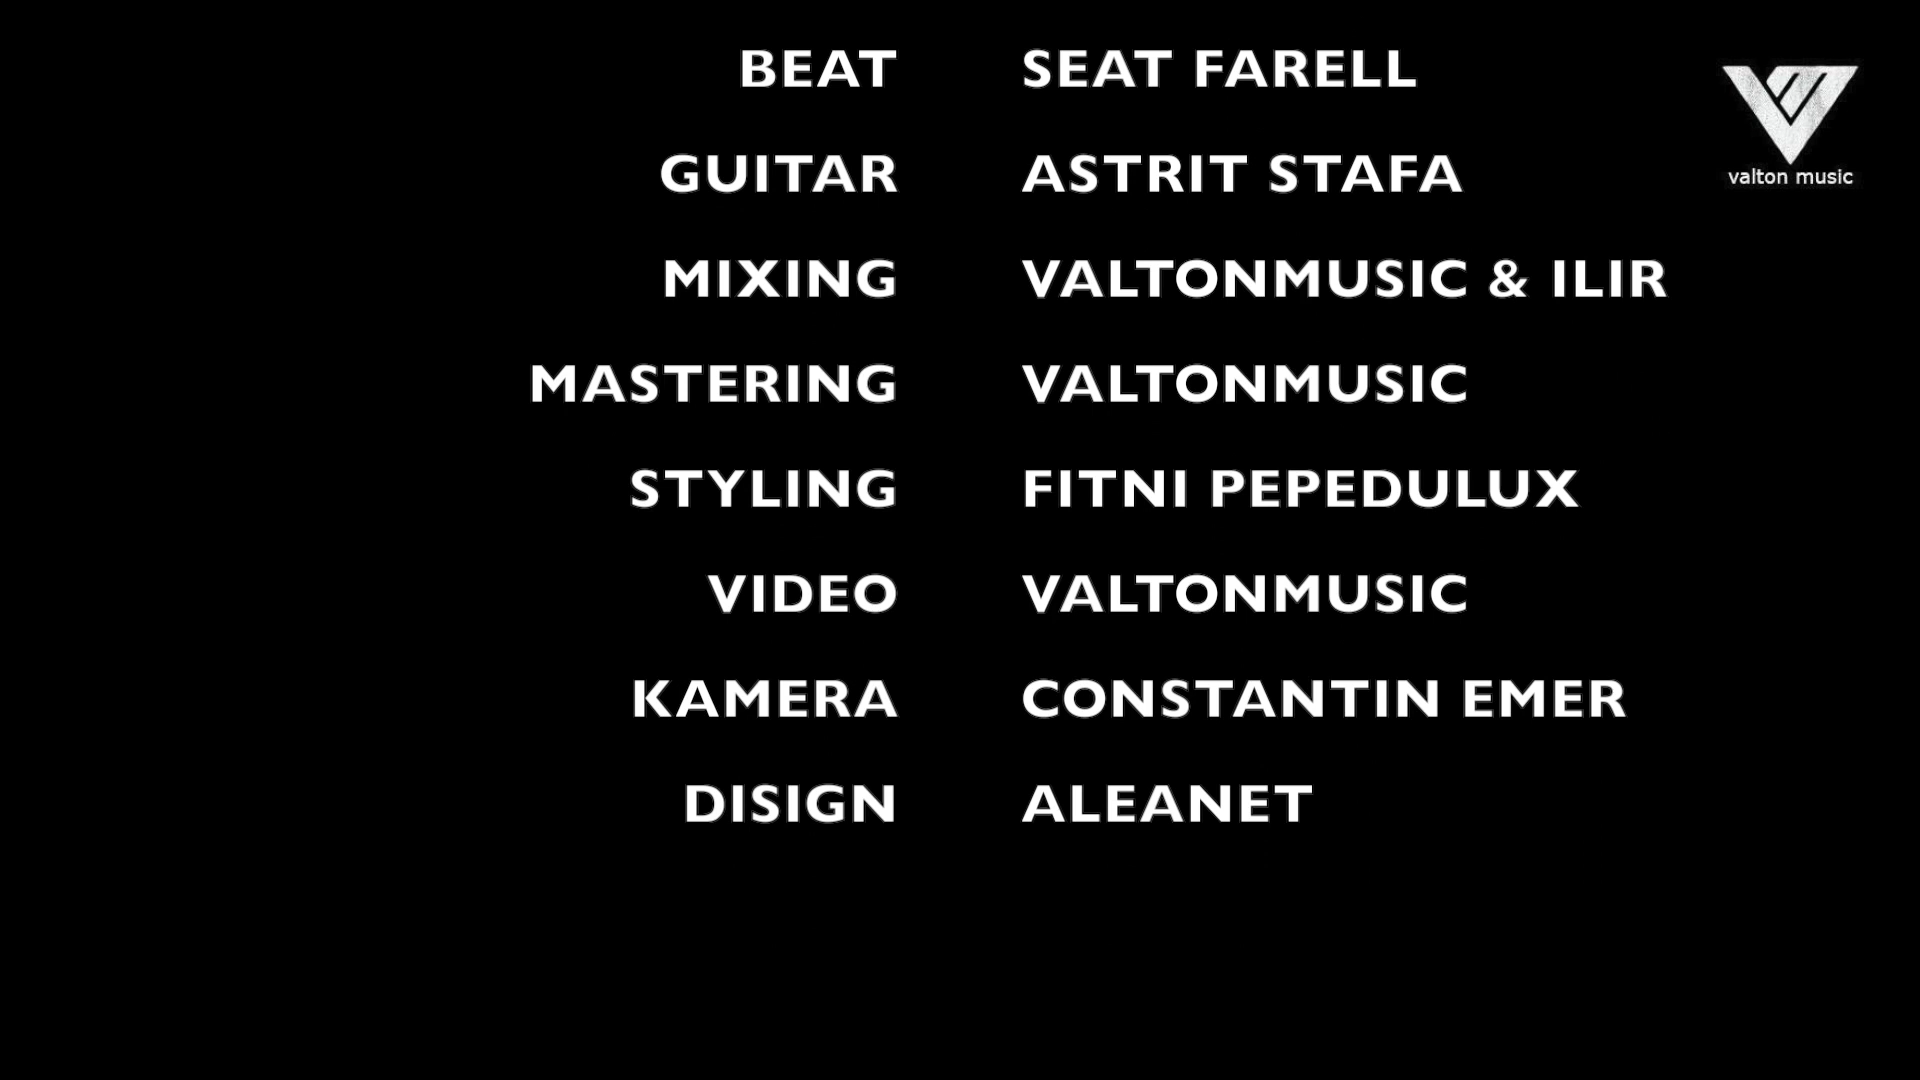 BEAT SEAT FARELL
GUITAR ASTRIT STAFA
MIXING VALTONMUSIC & ILIR
MASTERING VALTONMUSIC
STYLING FITNI PEPEDULUX
VIDEO VALTONMUSIC
KAMERA CONSTANTIN EMER
DISIGN ALEANET
valton music